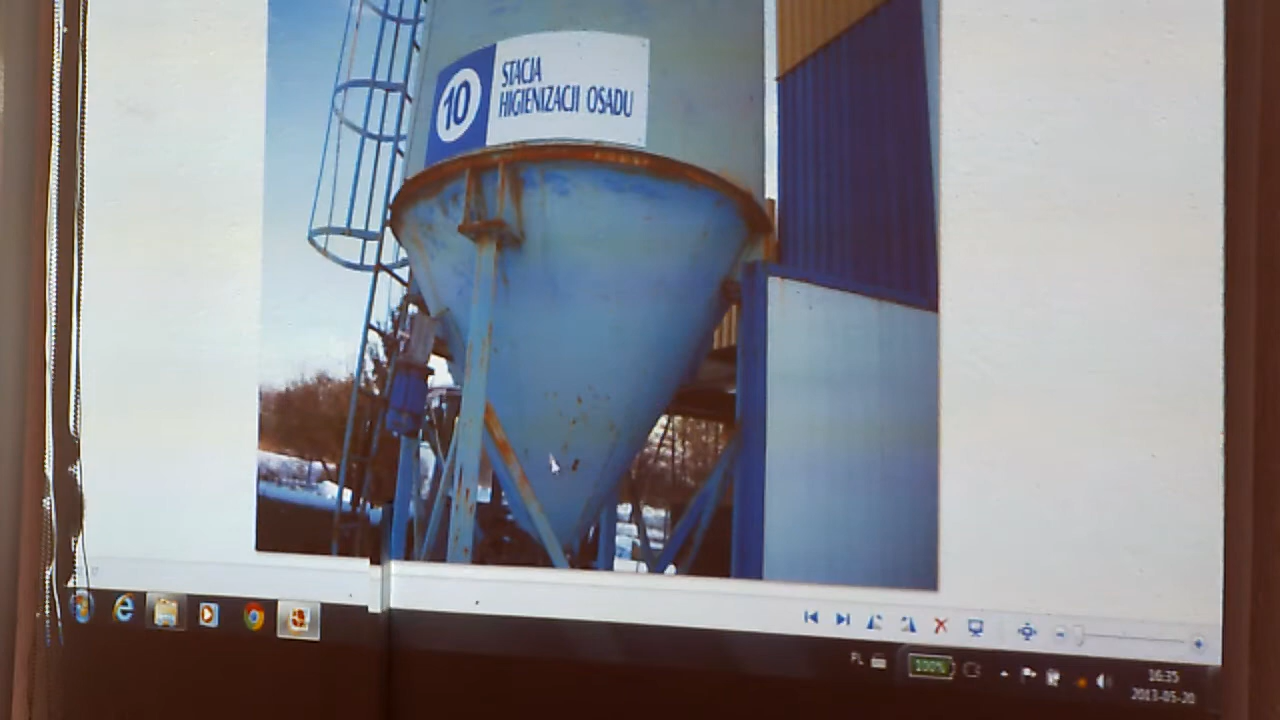 10
STACJA
HIGIENIZACJI OSADU
PL
100%
16:35
2013-05-20